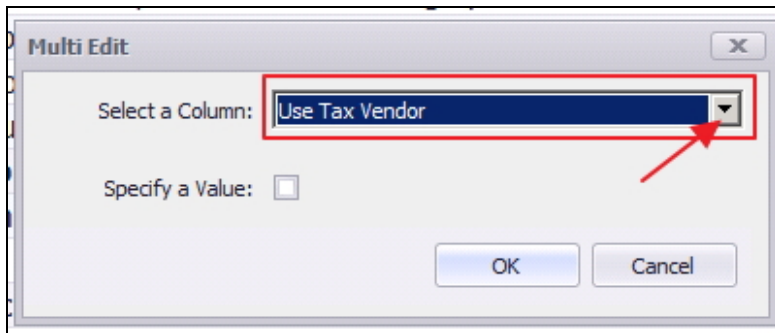 Multi Edit
Select a Column: Use Tax Vendor
Specify a Value:
OK Cancel